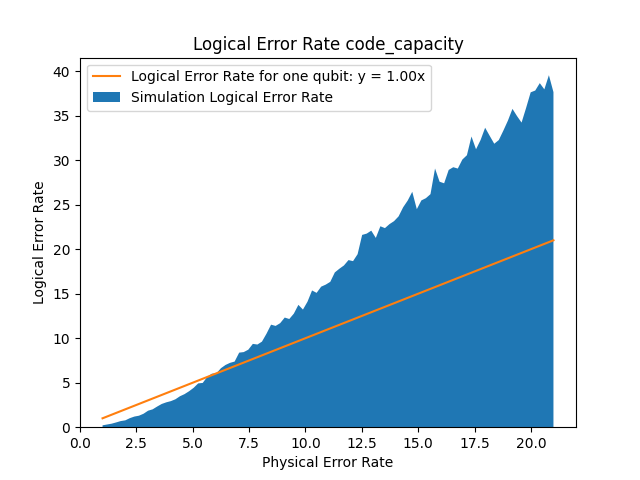 Logical Error Rate code_capacity
Logical Error Rate for one qubit: y = 1.00x
Simulation Logical Error Rate
Logical Error Rate
40
35
30
25
20
15
10
5
0
0.0 2.5 5.0 7.5 10.0 12.5 15.0 17.5 20.0
Physical Error Rate